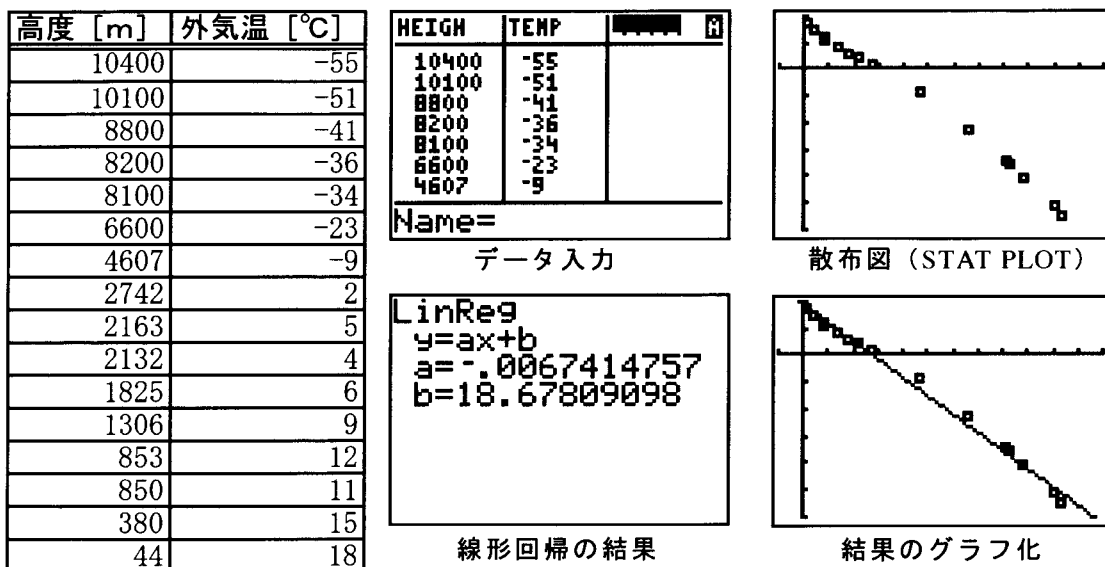 高度 [m] 外気温 [℃]
10400 -55
10100 -51
8800 -41
8200 -36
8100 -34
6600 -23
4607 -9
2742 2
2163 5
2132 4
1825 6
1306 9
853 12
850 11
380 15
44 18
HEIGH TEMP
10400 -55
10100 -51
8800 -41
8200 -36
8100 -34
6600 -23
4607 -9
Name=
データ入力
散布図（STAT PLOT）
LinReg
y=ax+b
a=-.0067414757
b=18.67809098
線形回帰の結果
結果のグラフ化